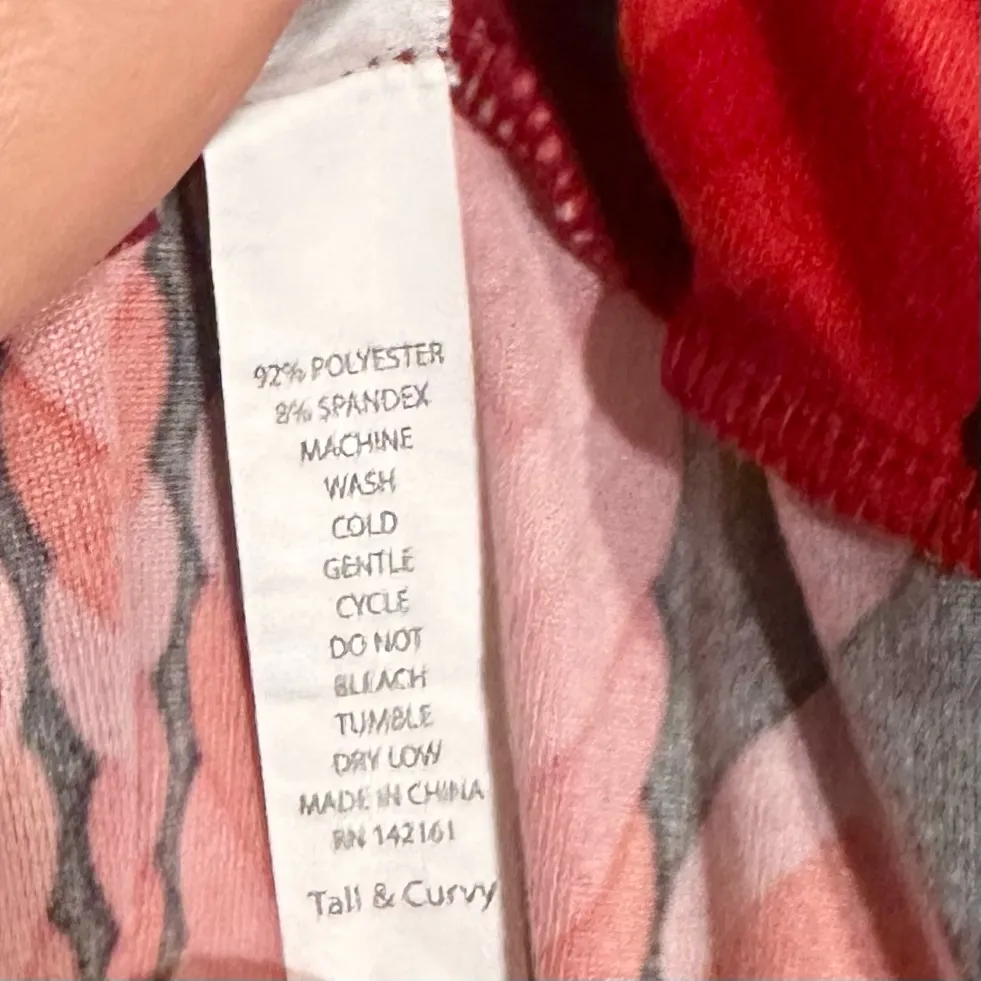 92% POLYESTER
8% SPANDEX
MACHINE
WASH
COLD
GENTLE
CYCLE
DO NOT
BLEACH
TUMBLE
DRY LOW
MADE IN CHINA
RN 142161
Tall & Curvy